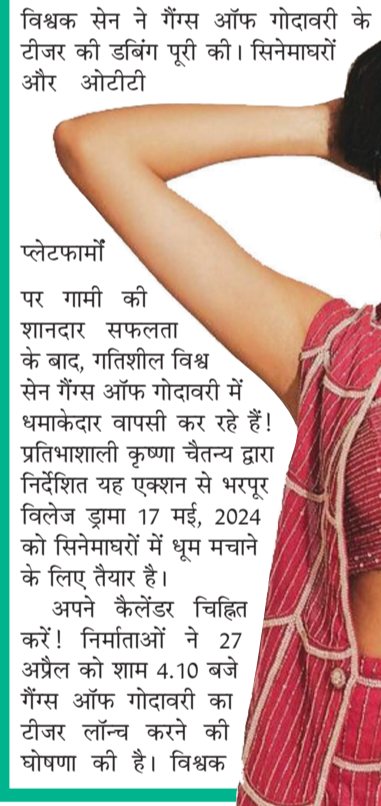 विश्वक सेन ने गैंग्स ऑफ गोदावरी के
टीजर की डबिंग पूरी की। सिनेमाघरों
और ओटीटी
प्लेटफार्मों
पर गामी की
शानदार सफलता
के बाद, गतिशील विश्व
सेन गैंग्स ऑफ गोदावरी में
धमाकेदार वापसी कर रहे हैं!
प्रतिभाशाली कृष्णा चैतन्य द्वारा
निर्देशित यह एक्शन से भरपूर
विलेज ड्रामा 17 मई, 2024
को सिनेमाघरों में धूम मचाने
के लिए तैयार है।
अपने कैलेंडर चिह्नित
करें! निर्माताओं ने 27
अप्रैल को शाम 4.10 बजे
गैंग्स ऑफ गोदावरी का
टीजर लॉन्च करने की
घोषणा की है। विश्वक